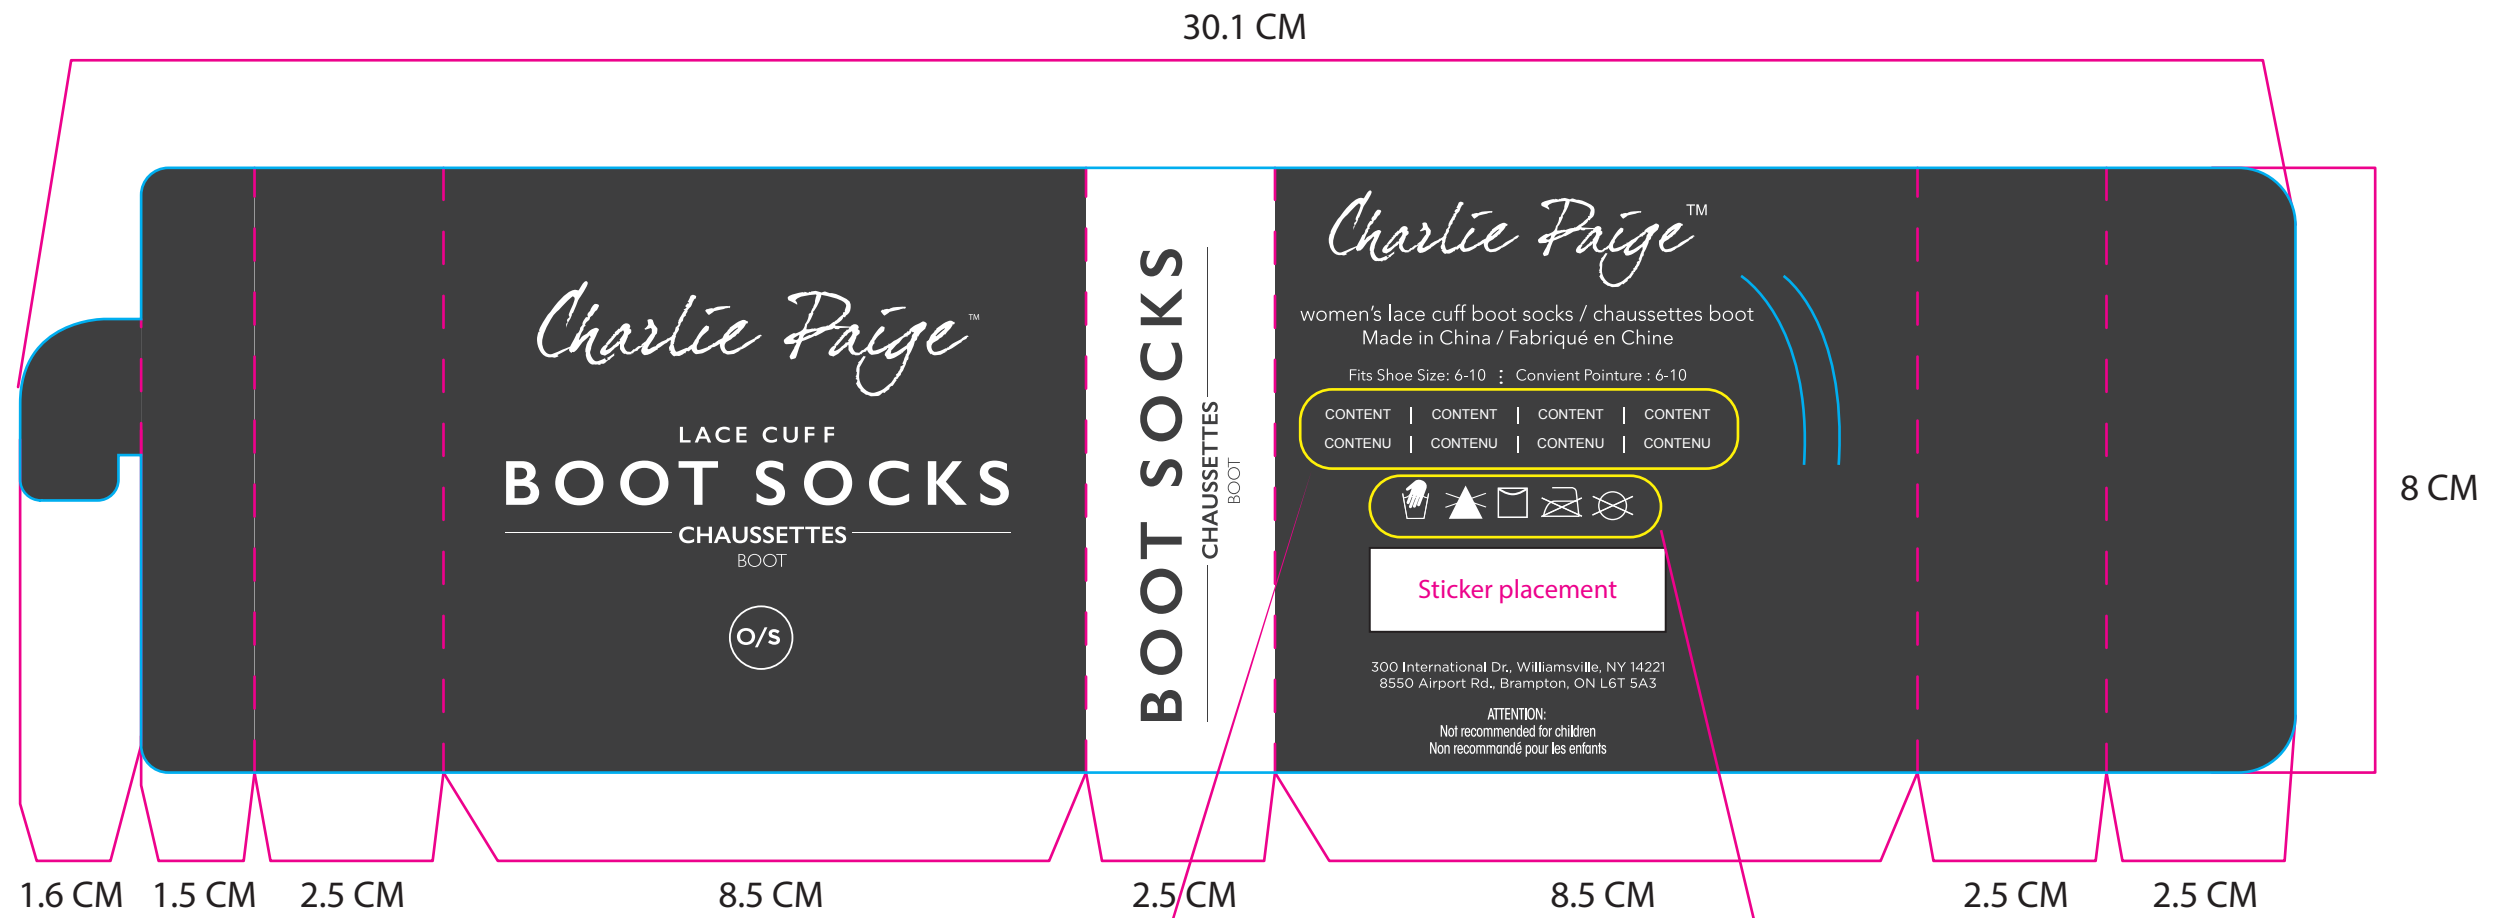 30.1 CM
Charlie Paige™
LACE CUFF
BOOT SOCKS
CHAUSSETTES
BOOT
O/S
BOOT SOCKS
CHAUSSETTES
BOOT
Charlie Paige™
women's lace cuff boot socks / chaussettes boot
Made in China / Fabriqué en Chine
Fits Shoe Size: 6-10 ⋮ Convient Pointure : 6-10
CONTENT | CONTENT | CONTENT | CONTENT
CONTENU | CONTENU | CONTENU | CONTENU
Sticker placement
300 International Dr., Williamsville, NY 14221
8550 Airport Rd., Brampton, ON L6T 5A3
ATTENTION:
Not recommended for children
Non recommandé pour les enfants
8 CM
1.6 CM 1.5 CM 2.5 CM 8.5 CM 2.5 CM 8.5 CM 2.5 CM 2.5 CM